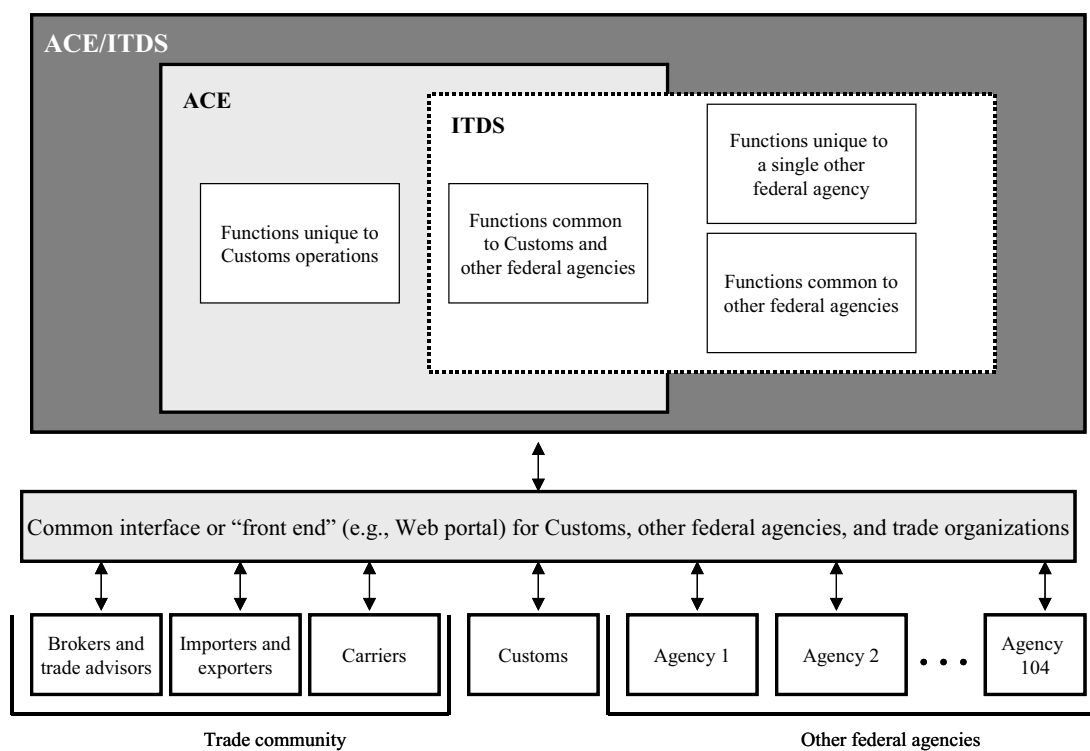 ACE/ITDS
ACE
ITDS
Functions unique to
Customs operations
Functions common
to Customs and
other federal agencies
Functions unique to
a single other
federal agency
Functions common to
other federal agencies
Common interface or “front end” (e.g., Web portal) for Customs, other federal agencies, and trade organizations
Brokers and
trade advisors
Importers and
exporters
Carriers
Customs
Agency 1
Agency 2
• • •
Agency
104
Trade community
Other federal agencies